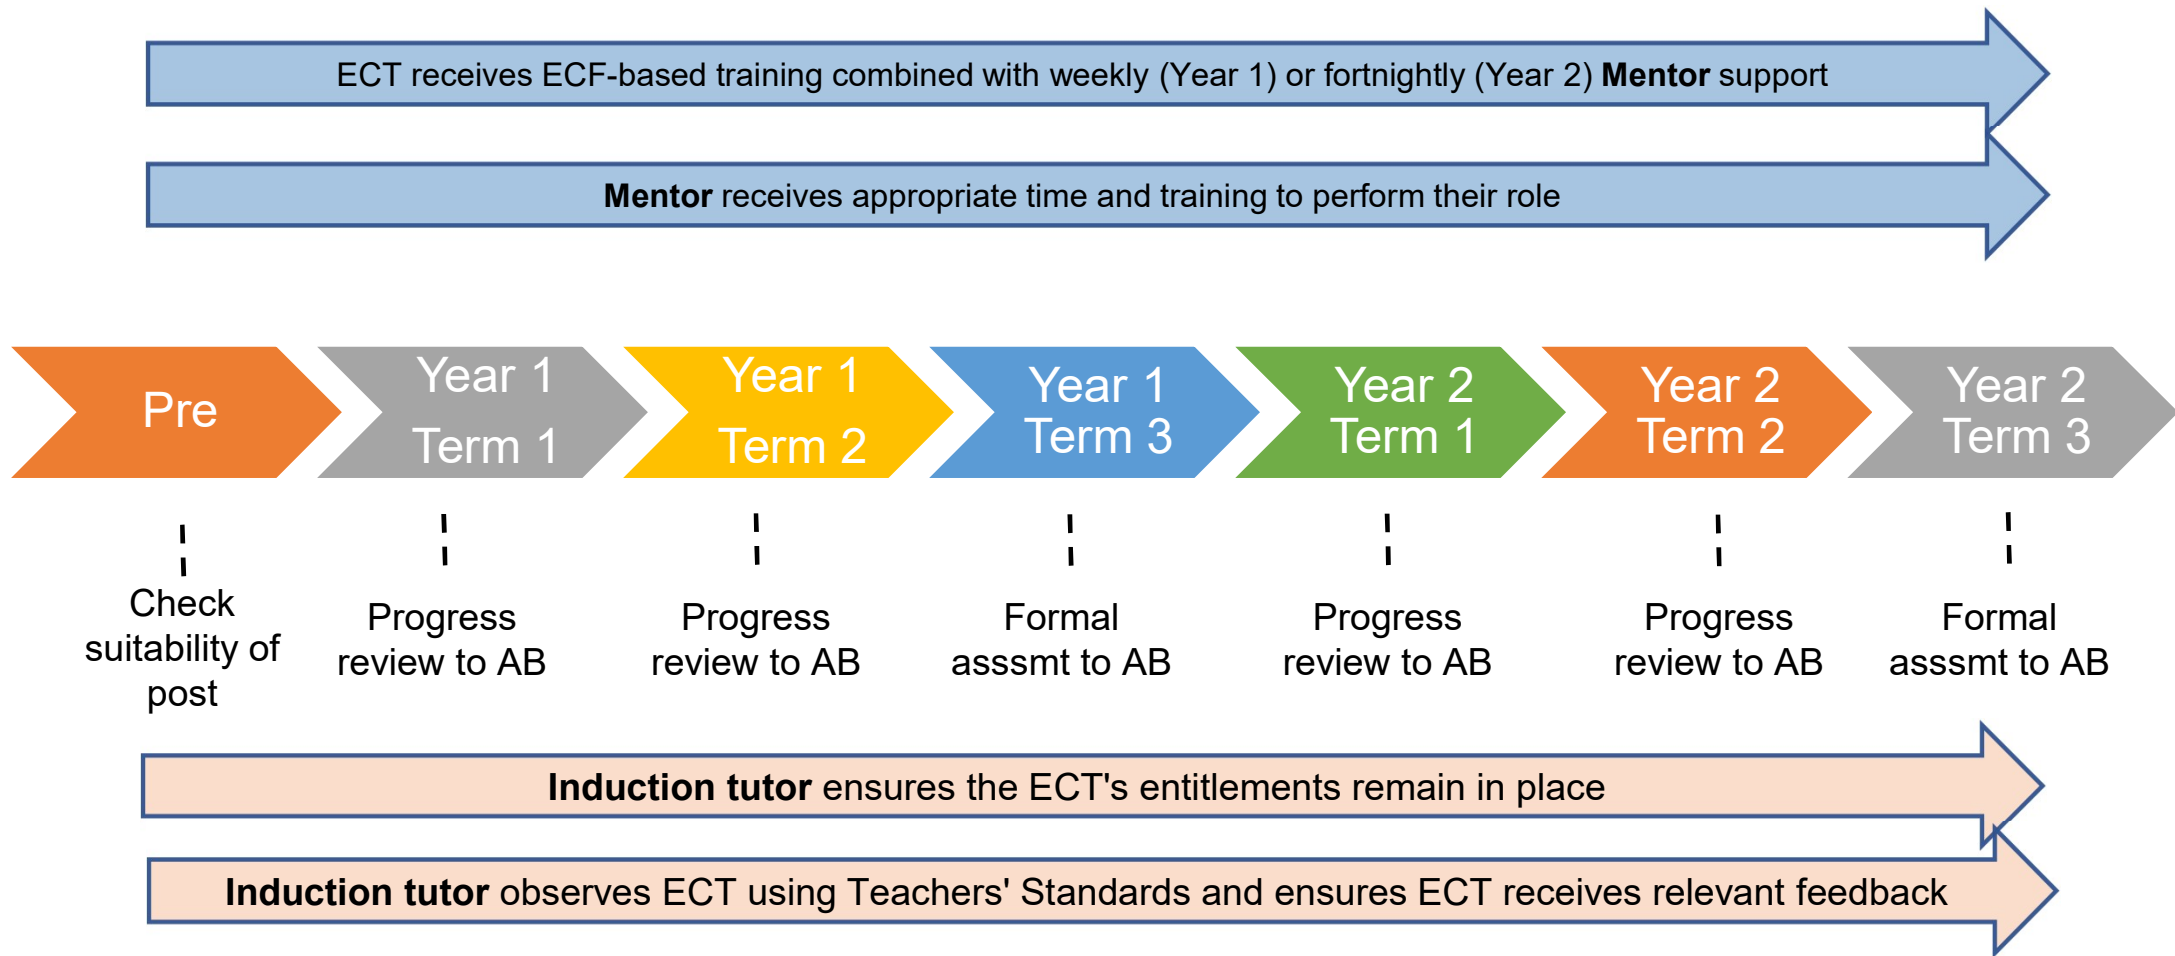 ECT receives ECF-based training combined with weekly (Year 1) or fortnightly (Year 2) Mentor support
Mentor receives appropriate time and training to perform their role
Pre
Year 1
Term 1
Year 1
Term 2
Year 1
Term 3
Year 2
Term 1
Year 2
Term 2
Year 2
Term 3
Check
suitability of
post
Progress
review to AB
Progress
review to AB
Formal
asssmt to AB
Progress
review to AB
Progress
review to AB
Formal
asssmt to AB
Induction tutor ensures the ECT's entitlements remain in place
Induction tutor observes ECT using Teachers' Standards and ensures ECT receives relevant feedback